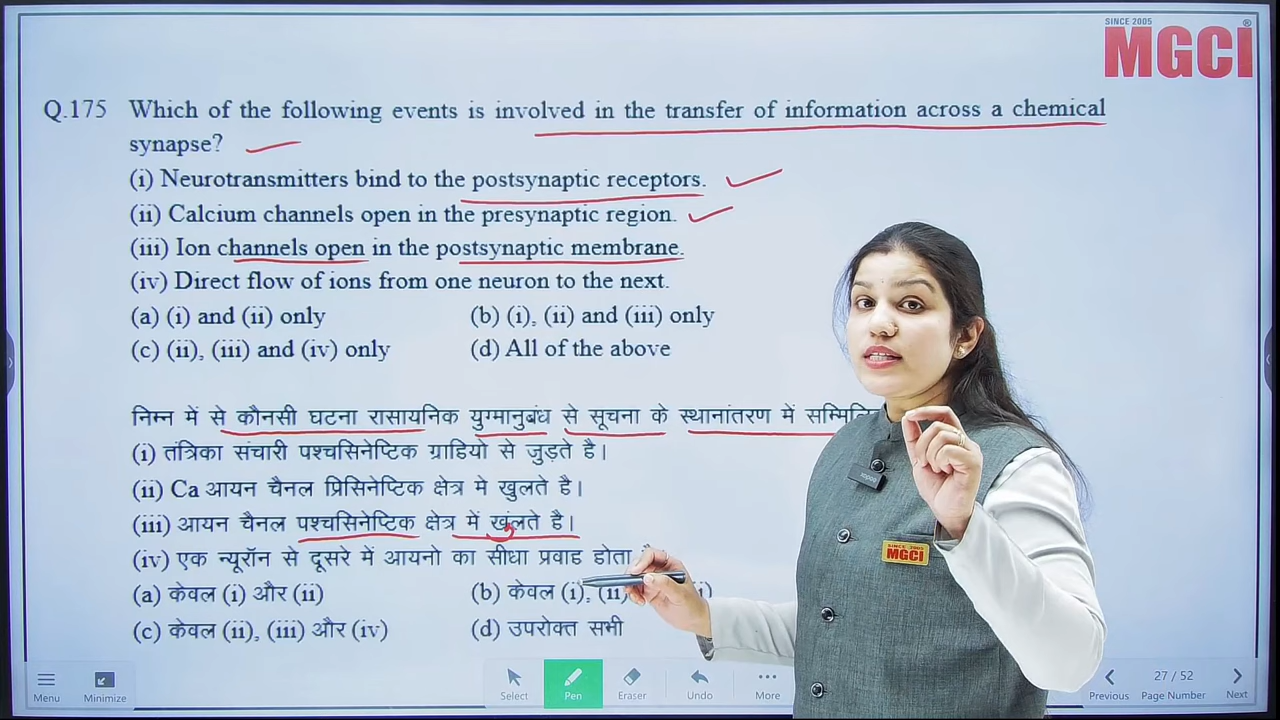 SINCE 2005
MGCI
Q.175 Which of the following events is involved in the transfer of information across a chemical
synapse?
(i) Neurotransmitters bind to the postsynaptic receptors.
(ii) Calcium channels open in the presynaptic region.
(iii) Ion channels open in the postsynaptic membrane.
(iv) Direct flow of ions from one neuron to the next.
(a) (i) and (ii) only (b) (i), (ii) and (iii) only
(c) (ii), (iii) and (iv) only (d) All of the above
निम्न में से कौनसी घटना रासायनिक युग्मानुबंध से सूचना के स्थानांतरण में
(i) तंत्रिका संचारी पश्चसिनेप्टिक ग्राहियो से जुड़ते है।
(ii) Ca आयन चैनल प्रिसिनेप्टिक क्षेत्र मे खुलते है।
(iii) आयन चैनल पश्चसिनेप्टिक क्षेत्र में खुलते है।
(iv) एक न्यूरॉन से दूसरे में आयनो का सीधा प्रवाड डोता
(a) केवल (i) और (ii) (b) केवल (i), (ii)
(c) केवल (ii), (iii) और (iv) (d) उपरोक्त सभी
SINCE 2005
MGCI
Menu Minimize Select Pen Eraser Undo More Previous 27 / 52 Page Number Next